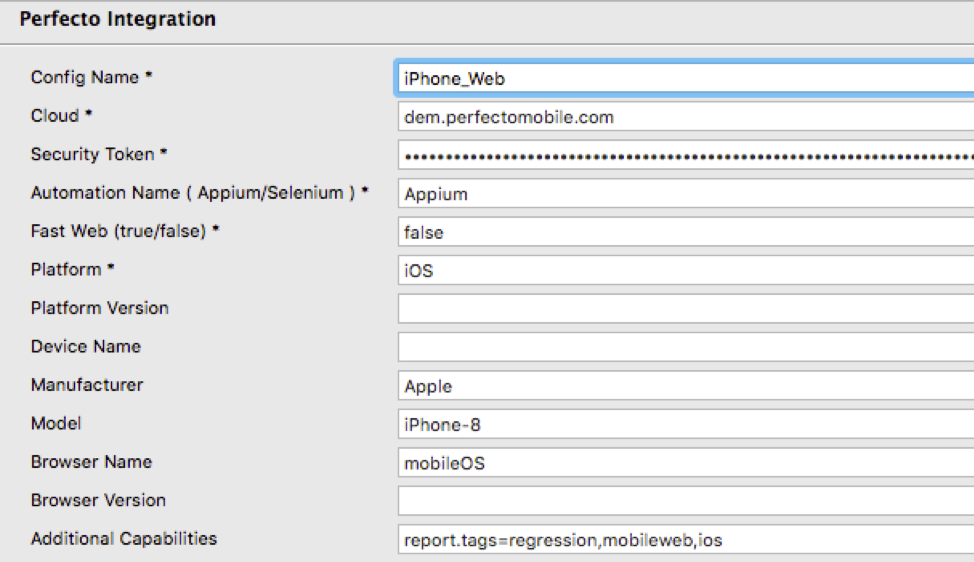 Perfecto Integration
Config Name * iPhone_Web
Cloud * dem.perfectomobile.com
Security Token * ••••••••••••••••••••••••••••••••••••••••••••••••••••••••••••••••••••••
Automation Name ( Appium/Selenium ) * Appium
Fast Web (true/false) * false
Platform * iOS
Platform Version
Device Name
Manufacturer Apple
Model iPhone-8
Browser Name mobileOS
Browser Version
Additional Capabilities report.tags=regression,mobileweb,ios